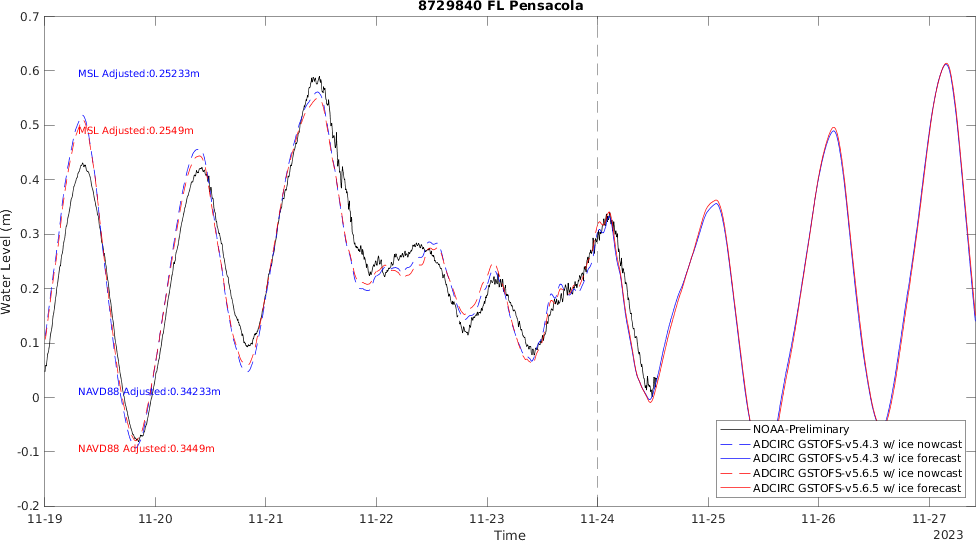 8729840 FL Pensacola
0.7
0.6
0.5
0.4
0.3
0.2
0.1
0
-0.1
-0.2
Water Level (m)
MSL Adjusted:0.25233m
MSL Adjusted:0.2549m
NAVD88 Adjusted:0.34233m
NAVD88 Adjusted:0.3449m
NOAA-Preliminary
ADCIRC GSTOFS-v5.4.3 w/ ice nowcast
ADCIRC GSTOFS-v5.4.3 w/ ice forecast
ADCIRC GSTOFS-v5.6.5 w/ ice nowcast
ADCIRC GSTOFS-v5.6.5 w/ ice forecast
11-19 11-20 11-21 11-22 11-23 11-24 11-25 11-26 11-27
Time
2023